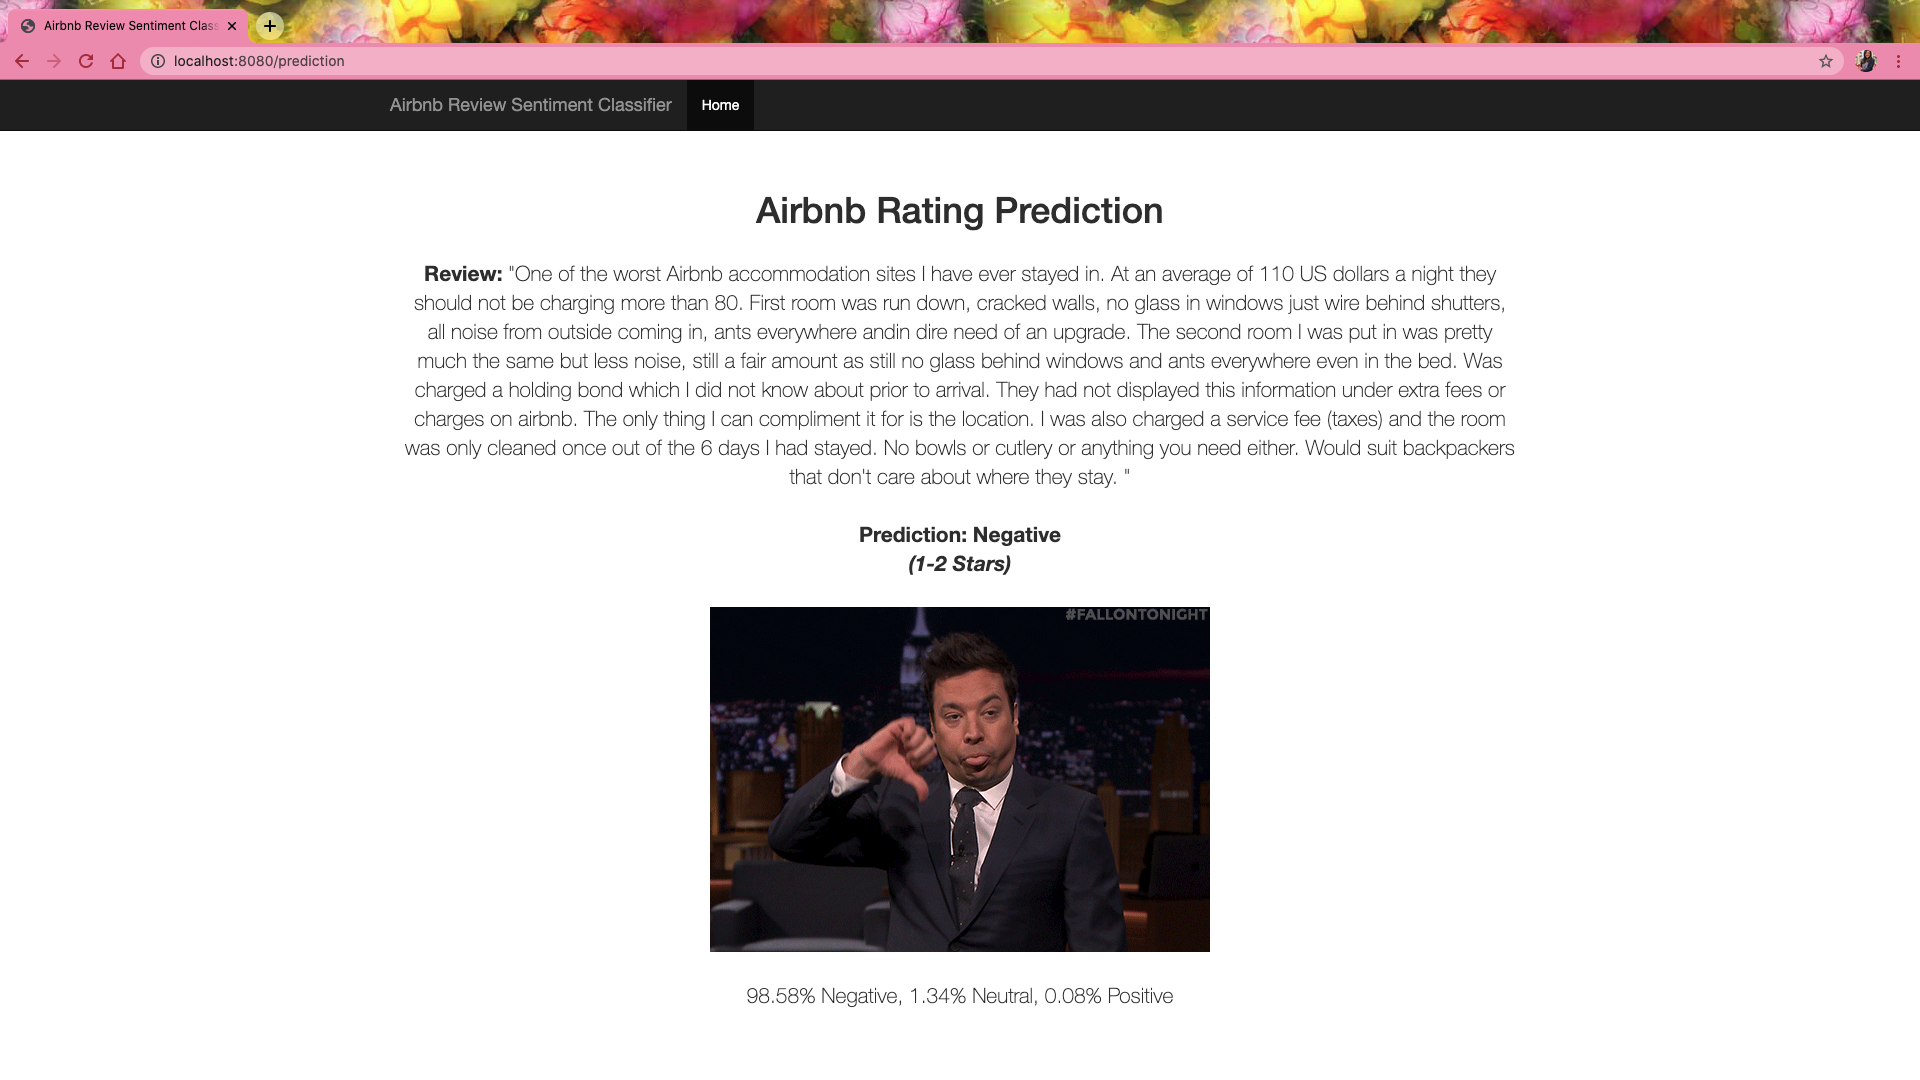 Airbnb Review Sentiment Clas
localhost:8080/prediction
Airbnb Review Sentiment Classifier Home
Airbnb Rating Prediction
Review: "One of the worst Airbnb accommodation sites I have ever stayed in. At an average of 110 US dollars a night they
should not be charging more than 80. First room was run down, cracked walls, no glass in windows just wire behind shutters,
all noise from outside coming in, ants everywhere andin dire need of an upgrade. The second room I was put in was pretty
much the same but less noise, still a fair amount as still no glass behind windows and ants everywhere even in the bed. Was
charged a holding bond which I did not know about prior to arrival. They had not displayed this information under extra fees or
charges on airbnb. The only thing I can compliment it for is the location. I was also charged a service fee (taxes) and the room
was only cleaned once out of the 6 days I had stayed. No bowls or cutlery or anything you need either. Would suit backpackers
that don't care about where they stay. "
Prediction: Negative
(1-2 Stars)
#FALLONTONIGHT
98.58% Negative, 1.34% Neutral, 0.08% Positive